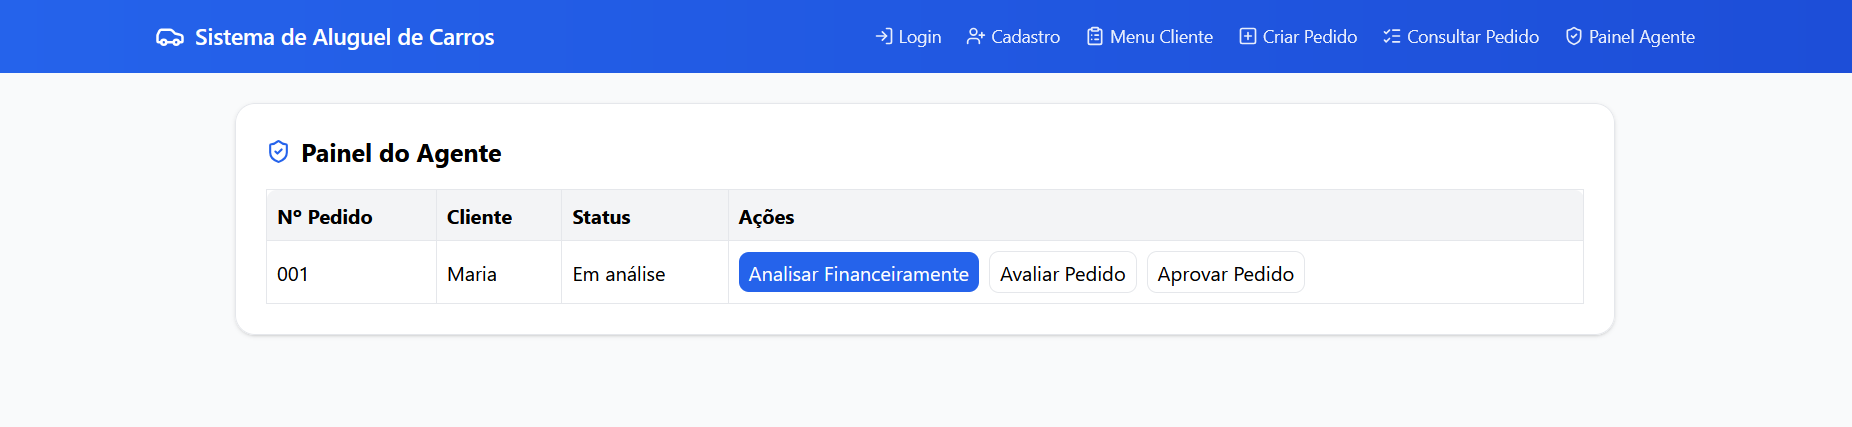 Sistema de Aluguel de Carros Login Cadastro Menu Cliente Criar Pedido Consultar Pedido Painel Agente
Painel do Agente
Nº Pedido Cliente Status Ações
001 Maria Em análise Analisar Financeiramente Avaliar Pedido Aprovar Pedido